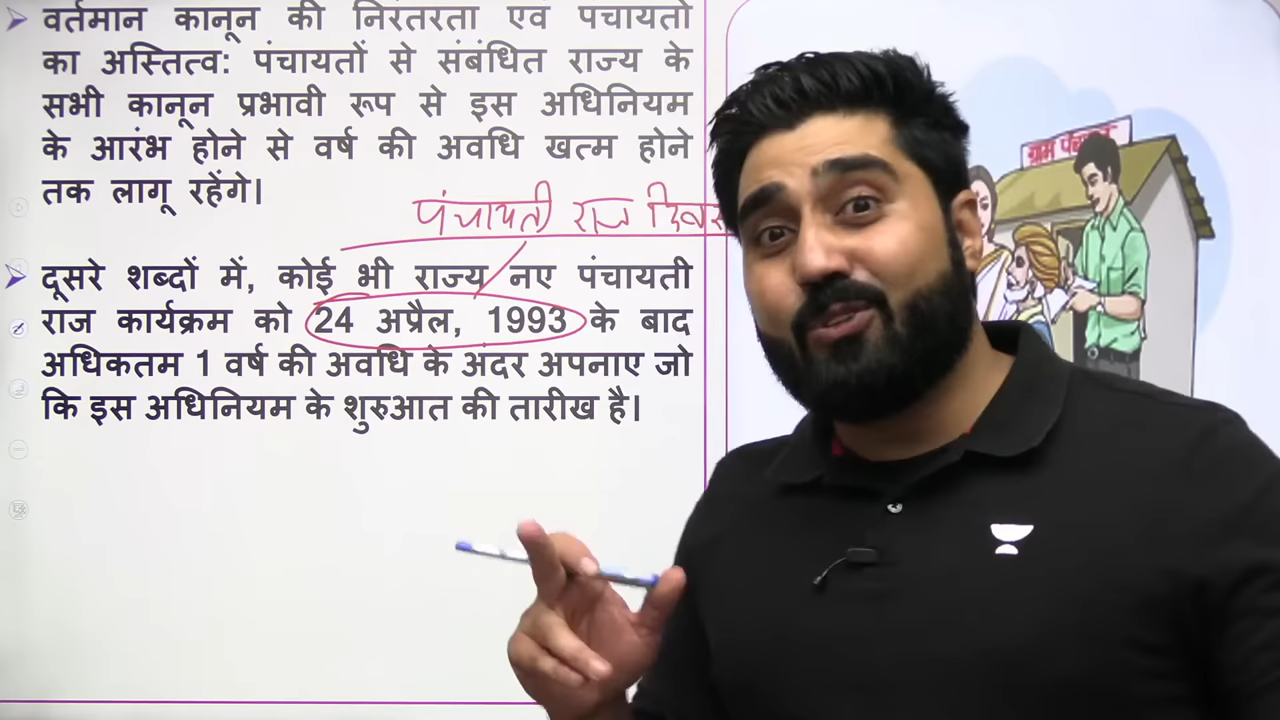 वर्तमान कानून की निरंतरता एवं पंचायतों
का अस्तित्व: पंचायतों से संबंधित राज्य के
सभी कानून प्रभावी रूप से इस अधिनियम
के आरंभ होने से वर्ष की अवधि खत्म होने
तक लागू रहेंगे।
पंचायती राज दिवस
दूसरे शब्दों में, कोई भी राज्य नए पंचायती
राज कार्यक्रम को 24 अप्रैल, 1993 के बाद
अधिकतम 1 वर्ष की अवधि के अंदर अपनाए जो
कि इस अधिनियम के शुरुआत की तारीख है।
ग्राम पंचायत